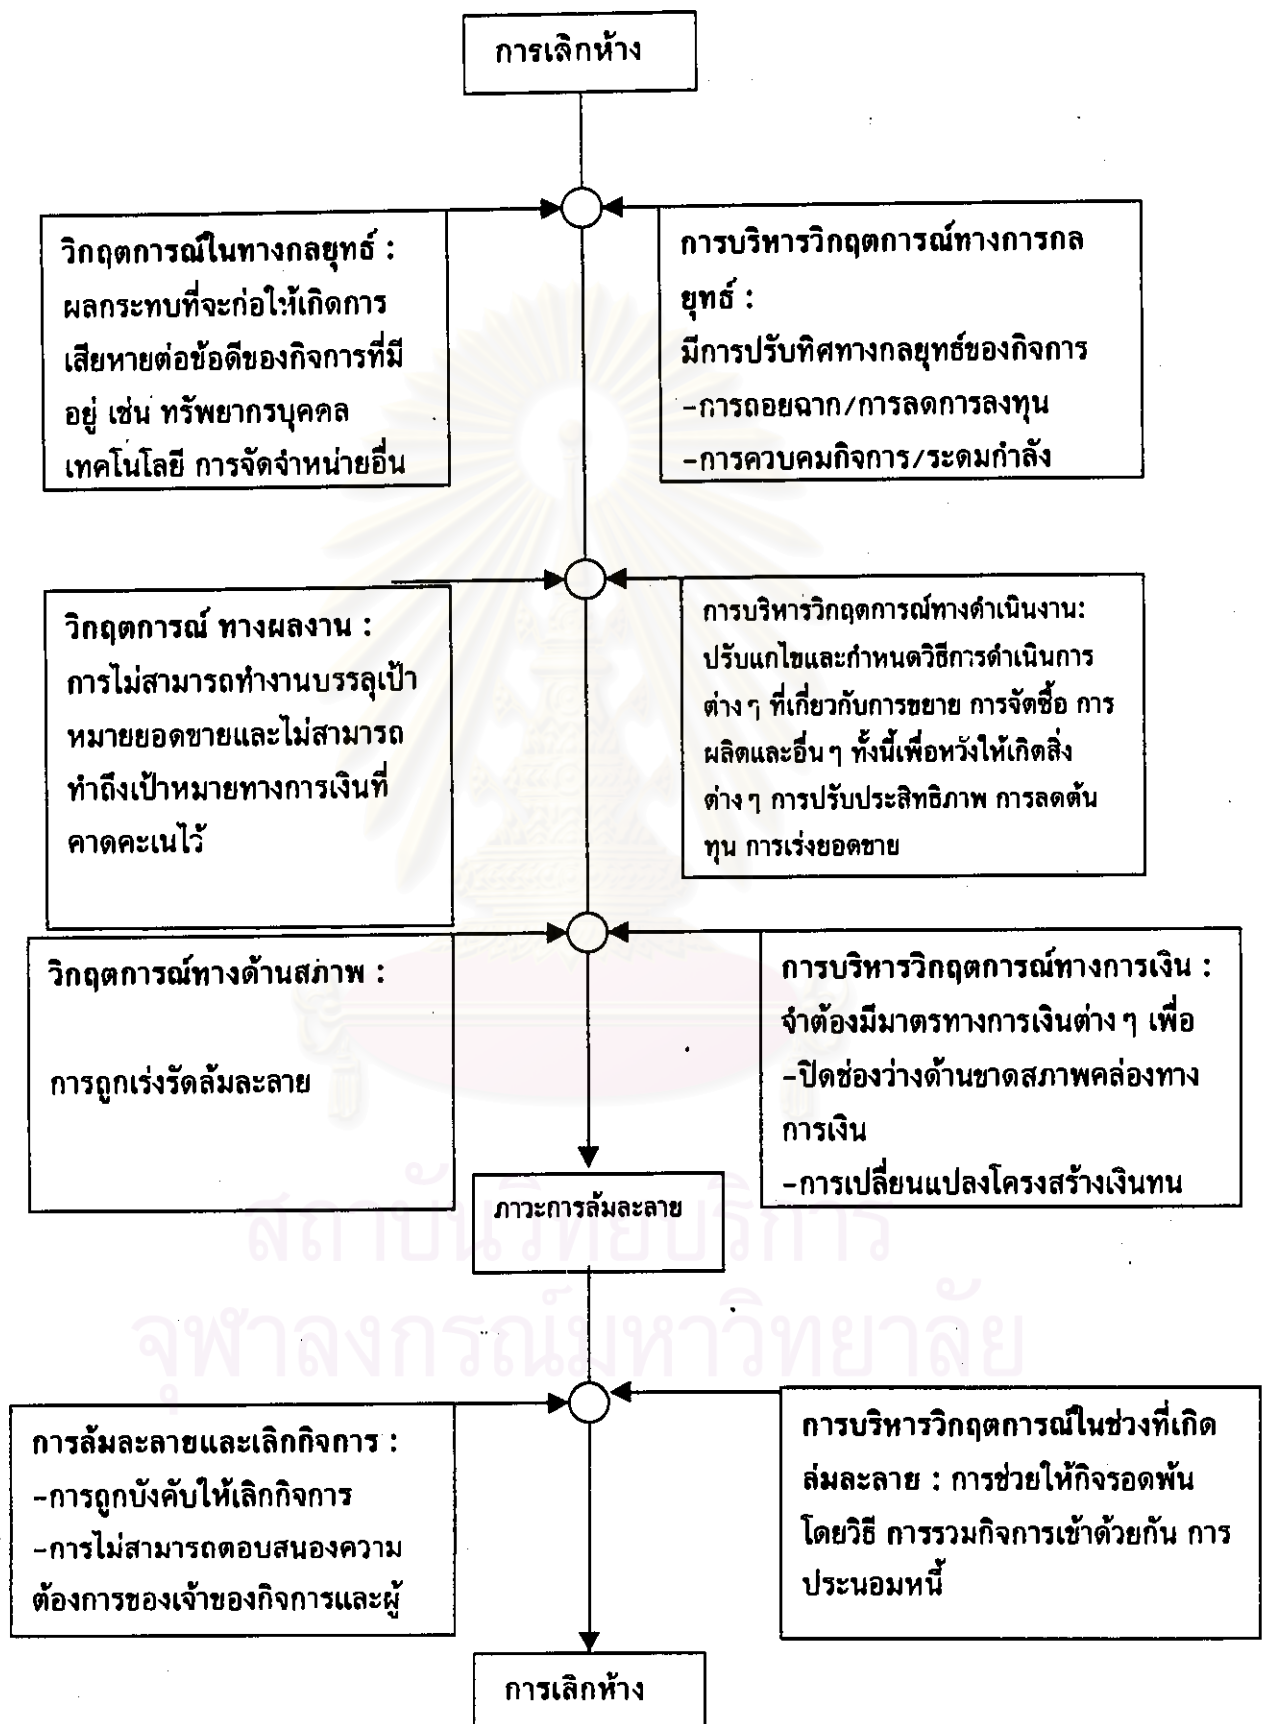 การเลิกห้าง
วิกฤตการณ์ในทางกลยุทธ์ :
ผลกระทบที่จะก่อให้เกิดการ
เสียหายต่อข้อดีของกิจการที่มี
อยู่ เช่น ทรัพยากรบุคคล
เทคโนโลยี การจัดจำหน่ายอื่น
การบริหารวิกฤตการณ์ทางการกล
ยุทธ์ :
มีการปรับทิศทางกลยุทธ์ของกิจการ
-การถอยฉาก/การลดการลงทุน
-การควบคมกิจการ/ระดมกำลัง
วิกฤตการณ์ ทางผลงาน :
การไม่สามารถทำงานบรรลุเป้า
หมายยอดขายและไม่สามารถ
ทำถึงเป้าหมายทางการเงินที่
คาดคะเนไว้
การบริหารวิกฤตการณ์ทางดำเนินงาน:
ปรับแกไขและกำหนดวิธีการดำเนินการ
ต่าง ๆ ที่เกี่ยวกับการขยาย การจัดซื้อ การ
ผลิตและอื่น ๆ ทั้งนี้เพื่อหวังให้เกิดสิ่ง
ต่าง ๆ การปรับประสิทธิภาพ การลดต้น
ทุน การเร่งยอดขาย
วิกฤตการณ์ทางด้านสภาพ :
การถูกเร่งรัดล้มละลาย
การบริหารวิกฤตการณ์ทางการเงิน :
จำต้องมีมาตรทางการเงินต่าง ๆ เพื่อ
-ปิดช่องว่างด้านขาดสภาพคล่องทาง
การเงิน
-การเปลี่ยนแปลงโครงสร้างเงินทน
ภาวะการล้มละลาย
สถาบันวิทยบริการ
จุฬาลงกรณ์มหาวิทยาลัย
การล้มละลายและเลิกกิจการ :
-การถูกบังคับให้เลิกกิจการ
-การไม่สามารถตอบสนองความ
ต้องการของเจ้าของกิจการและผู้
การบริหารวิกฤตการณ์ในช่วงที่เกิด
ล่มละลาย : การช่วยให้กิจรอดพ้น
โดยวิธี การรวมกิจการเข้าด้วยกัน การ
ประนอมหนี้
การเลิกห้าง